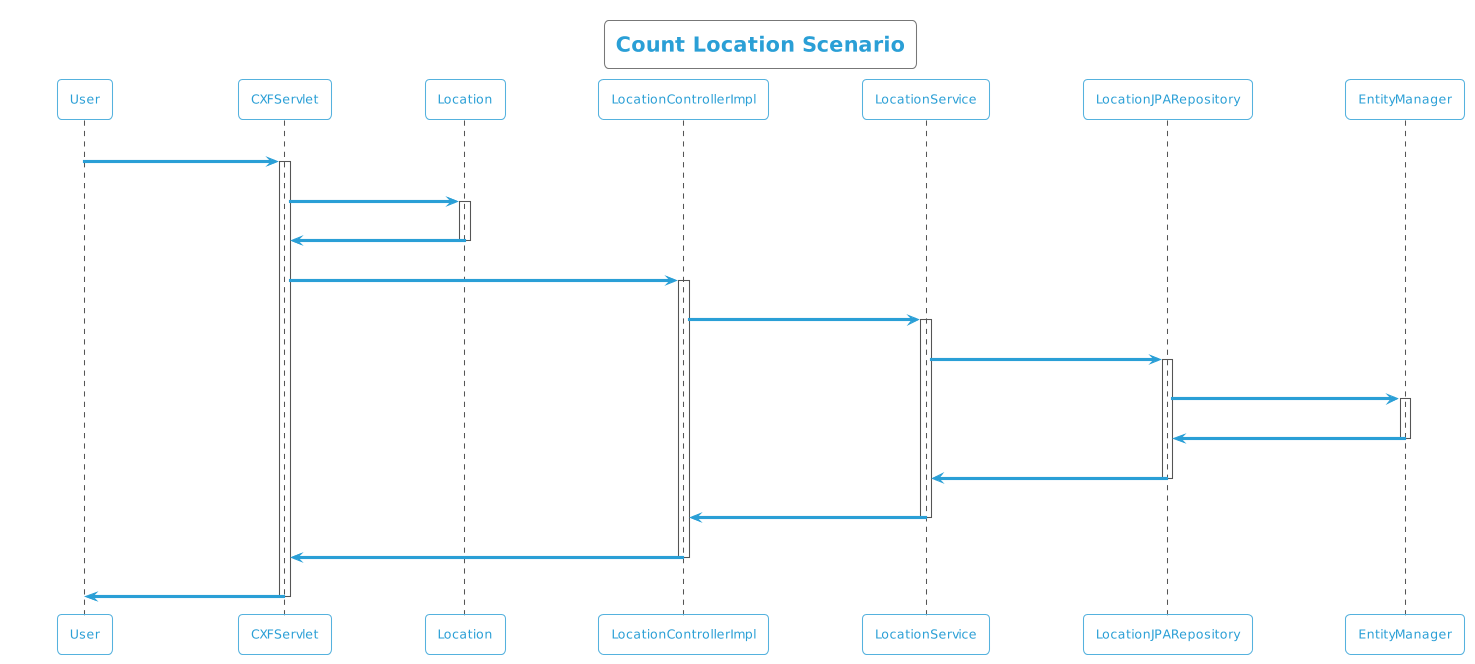 Count Location Scenario
User
CXFServlet
Location
LocationControllerImpl
LocationService
LocationJPARepository
EntityManager
User
CXFServlet
Location
LocationControllerImpl
LocationService
LocationJPARepository
EntityManager